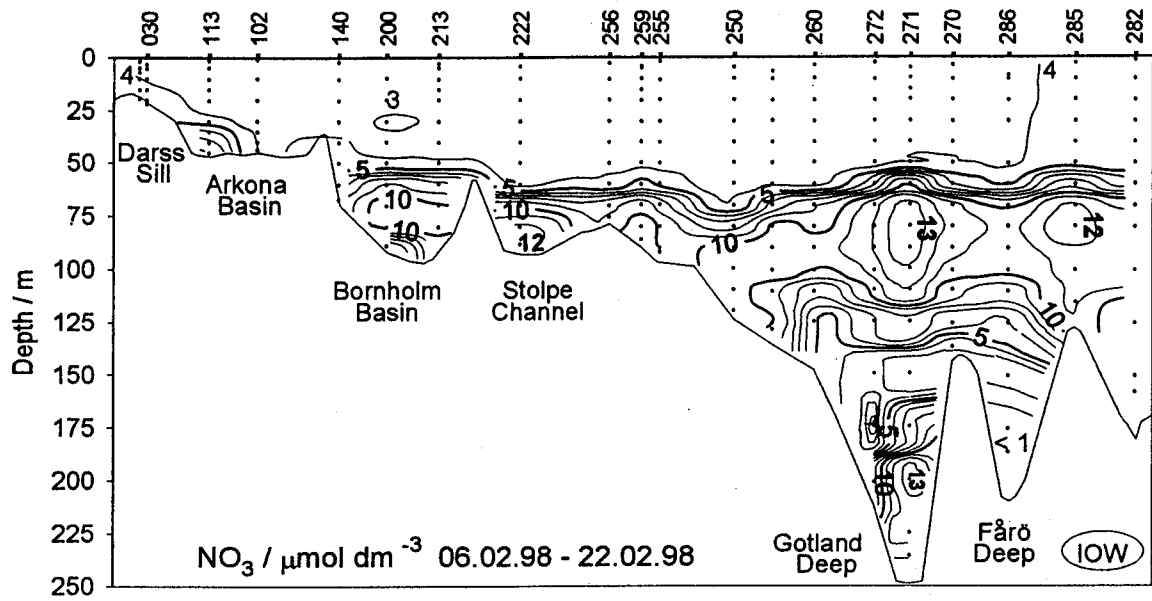 030 113 102 140 200 213 222 256 259 255 250 260 272 271 270 286 285 282
0
25
50
75
100
125
150
175
200
225
250
Depth / m
4
3
4
5
5
5
10
10
10
12
10
13
12
10
5
5
10
13
< 1
Darss
Sill
Arkona
Basin
Bornholm
Basin
Stolpe
Channel
Gotland
Deep
Fårö
Deep
NO3 / µmol dm -3 06.02.98 - 22.02.98
IOW